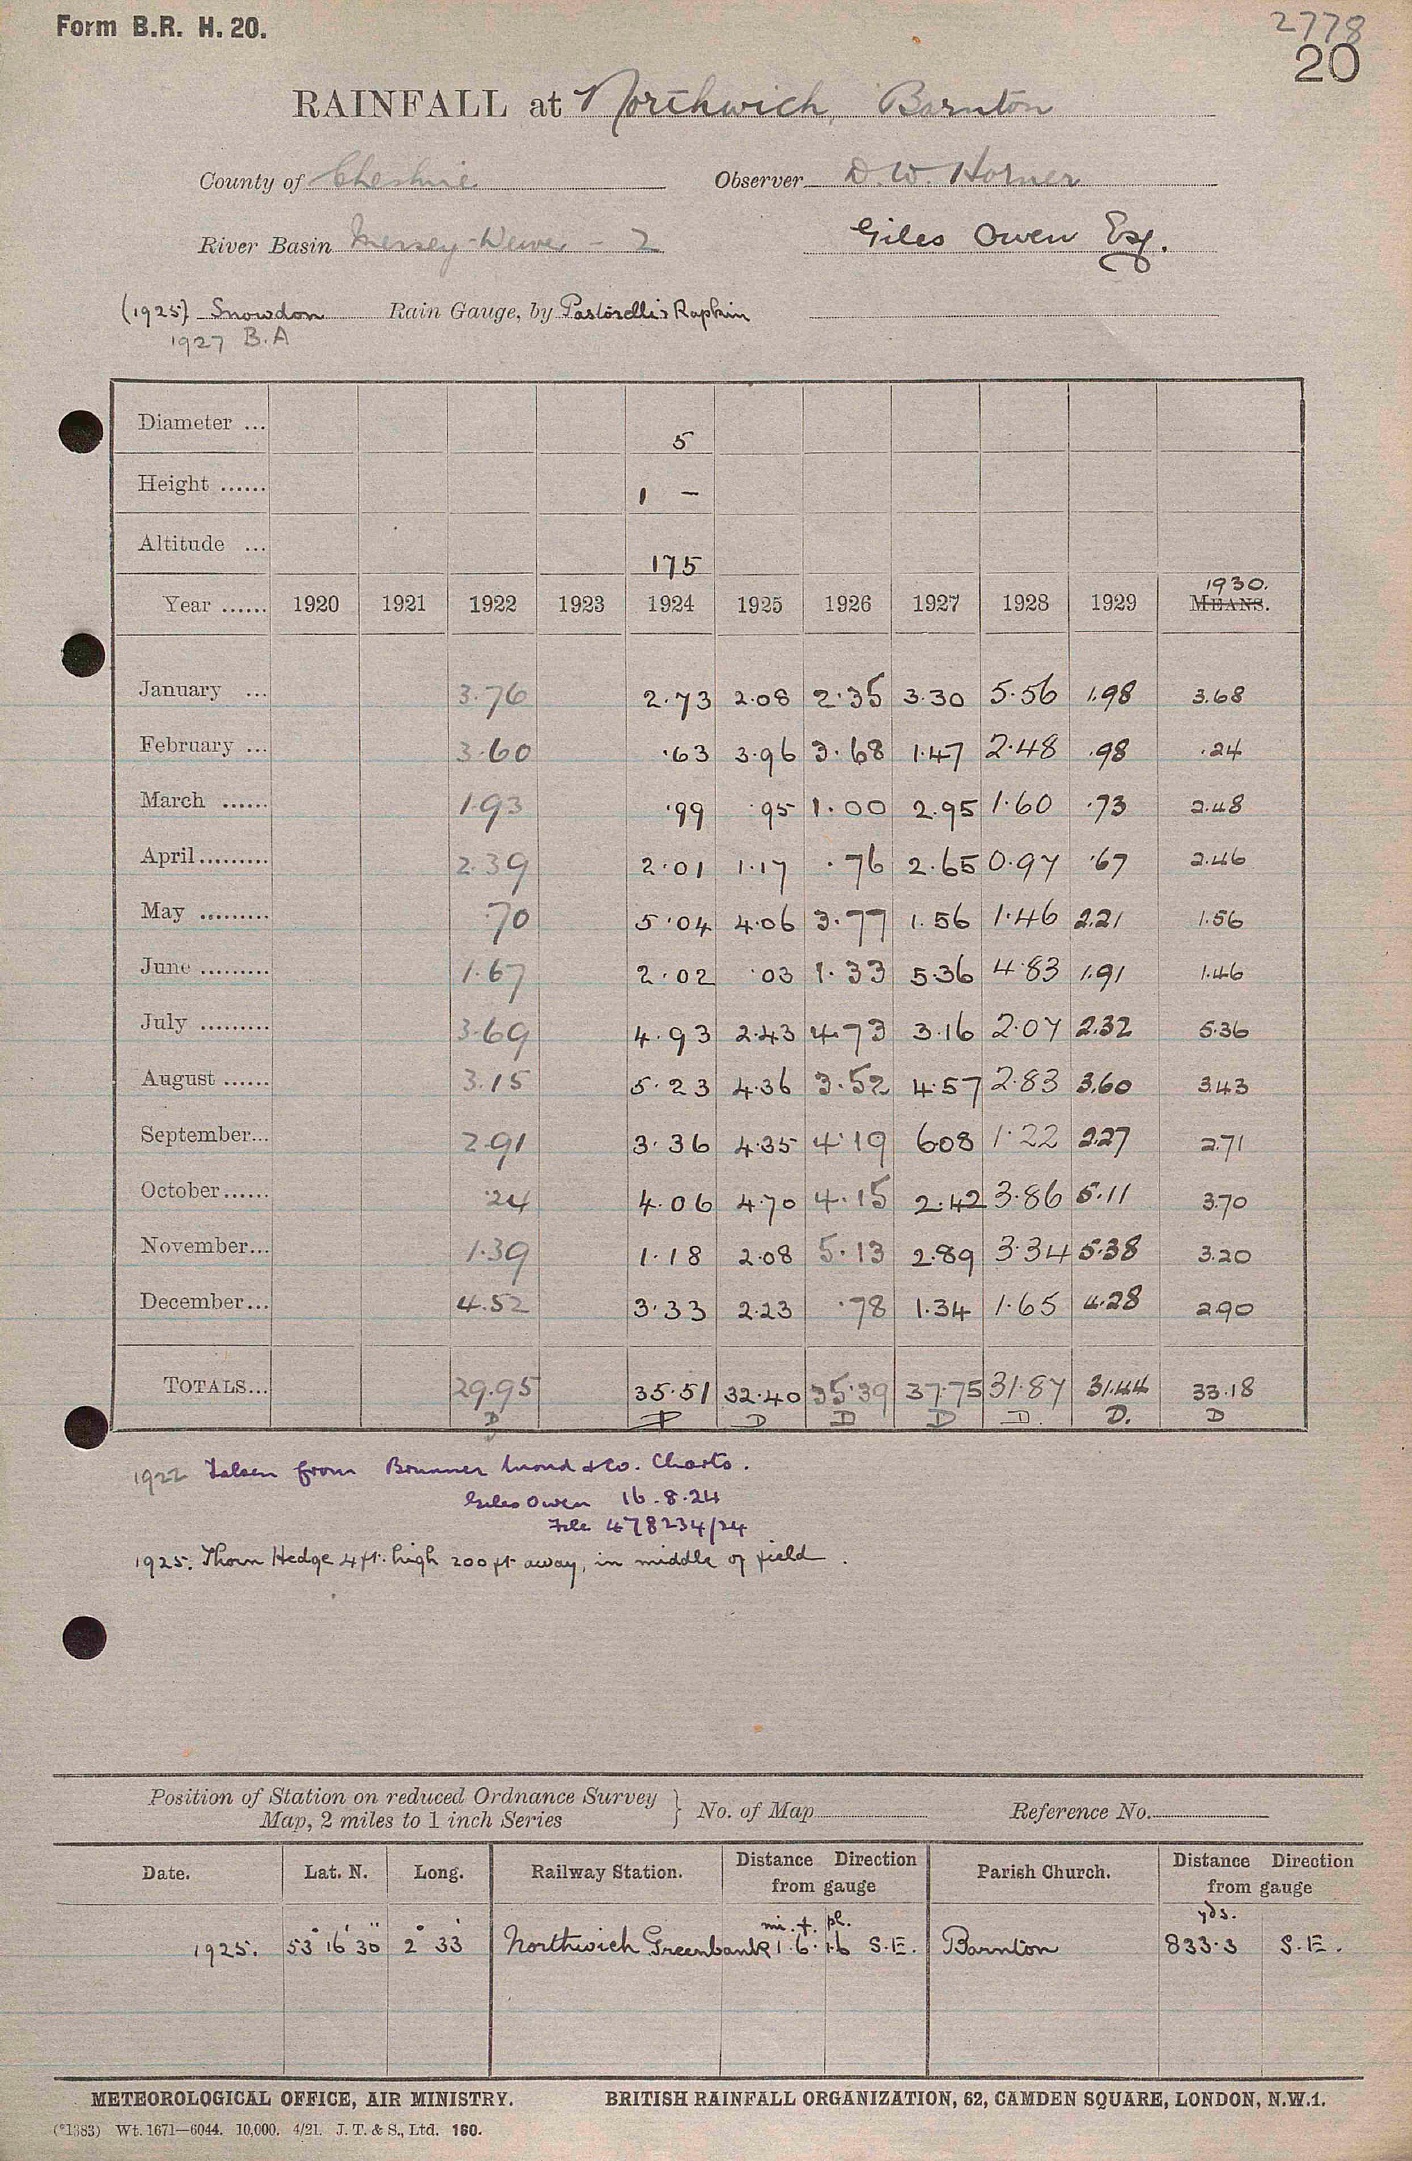 Form B.R. H. 20.
2778
20
RAINFALL at Northwich, Barnton
County of Cheshire Observer D. W. Horner
River Basin Mersey-Weaver - 2 Giles Owen Esq.
(1925) Snowdon Rain Gauge, by Pastorelli & Rapkin
1927 B.A
Diameter ... 5
Height ...... 1 -
Altitude ... 175
1930.
Year ...... 1920 1921 1922 1923 1924 1925 1926 1927 1928 1929 MEANS.
January ... 3.76 2.73 2.08 2.35 3.30 5.56 1.98 3.68
February ... 3.60 .63 3.96 3.68 1.47 2.48 .98 .24
March ...... 1.93 .99 .95 1.00 2.95 1.60 .73 2.48
April ......... 2.39 2.01 1.17 .76 2.65 0.97 .67 2.46
May ......... .70 5.04 4.06 3.77 1.56 1.46 2.21 1.56
June ......... 1.67 2.02 .03 1.33 5.36 4.83 1.91 1.46
July ......... 3.69 4.93 2.43 4.73 3.16 2.07 2.32 5.36
August ...... 3.15 5.23 4.36 3.52 4.57 2.83 3.60 3.43
September... 2.91 3.36 4.35 4.19 6.08 1.22 2.27 2.71
October...... .24 4.06 4.70 4.15 2.42 3.86 5.11 3.70
November... 1.39 1.18 2.08 5.13 2.89 3.34 5.38 3.20
December... 4.52 3.33 2.23 .78 1.34 1.65 4.28 2.90
TOTALS... 29.95 35.51 32.40 35.39 37.75 31.87 31.44 33.18
D D D D D D. D. D
1922 Taken from Brunner Mond & Co. Charts.
Giles Owen 16.8.24
File 478234/24
1925. Thorn Hedge 4 ft. high 200 ft away, in middle of field.
Position of Station on reduced Ordnance Survey
Map, 2 miles to 1 inch Series } No. of Map Reference No.
Date. Lat. N. Long. Railway Station. Distance Direction from gauge Parish Church. Distance Direction from gauge
mi. f. pl. yds.
1925. 53° 16' 30" 2° 33' Northwich Greenbank 1.6.16 S.E. Barnton 833.3 S.E.
METEOROLOGICAL OFFICE, AIR MINISTRY. BRITISH RAINFALL ORGANIZATION, 62, CAMDEN SQUARE, LONDON, N.W.1.
(*1383) Wt. 1671—6044. 10,000. 4/21. J. T. & S., Ltd. 160.